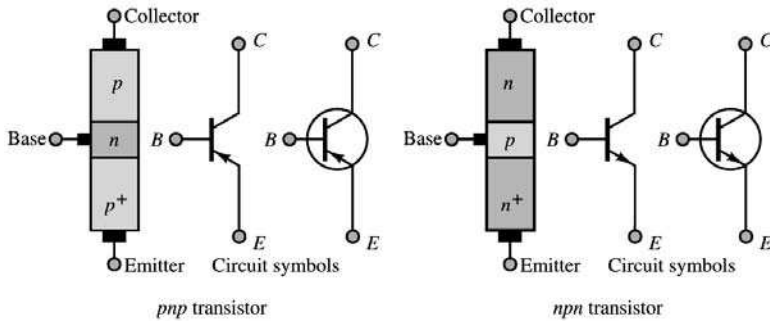 Collector
p
Base
n
p+
Emitter
C
B
E
C
B
E
Circuit symbols
pnp transistor
Collector
n
Base
p
n+
Emitter
C
B
E
C
B
E
Circuit symbols
npn transistor